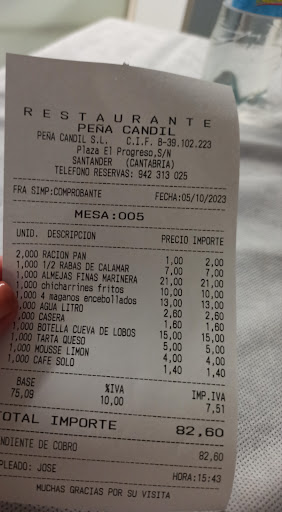 RESTAURANTE
PEÑA CANDIL
PEÑA CANDIL S.L. C.I.F. B-39.102.223
Plaza El Progreso,S/N
SANTANDER (CANTABRIA)
TELEFONO RESERVAS: 942 313 025
FRA SIMP:COMPROBANTE FECHA:05/10/2023
MESA:005
UNID. DESCRIPCION PRECIO IMPORTE
2,000 RACION PAN 1,00 2,00
1,000 1/2 RABAS DE CALAMAR 7,00 7,00
1,000 ALMEJAS FINAS MARINERA 21,00 21,00
1,000 chicharrines fritos 10,00 10,00
1,000 4 maganos encebollados 13,00 13,00
1,000 AGUA LITRO 2,60 2,60
1,000 CASERA 1,60 1,60
1,000 BOTELLA CUEVA DE LOBOS 15,00 15,00
1,000 TARTA QUESO 5,00 5,00
1,000 MOUSSE LIMON 4,00 4,00
1,000 CAFE SOLO 1,40 1,40
BASE %IVA IMP.IVA
75,09 10,00 7,51
TOTAL IMPORTE 82,60
NDIENTE DE COBRO 82,60
PLEADO: JOSE HORA:15:43
MUCHAS GRACIAS POR SU VISITA